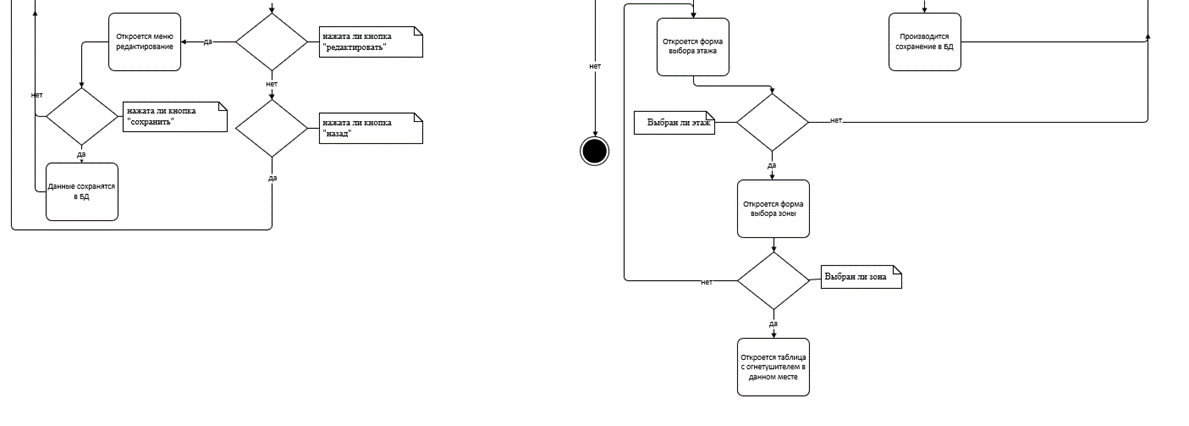 Откроется меню
редактирование
да
нажата ли кнопка
"редактировать"
нет
нет
нажата ли кнопка
"сохранить"
нажата ли кнопка
"назад"
да
Данные сохранятся
в БД
да
нет
Откроется форма
выбора этажа
Производится
сохранение в БД
Выбран ли этаж
нет
да
Откроется форма
выбора зоны
нет
Выбран ли зона
да
Откроется таблица
с огнетушителем в
данном месте